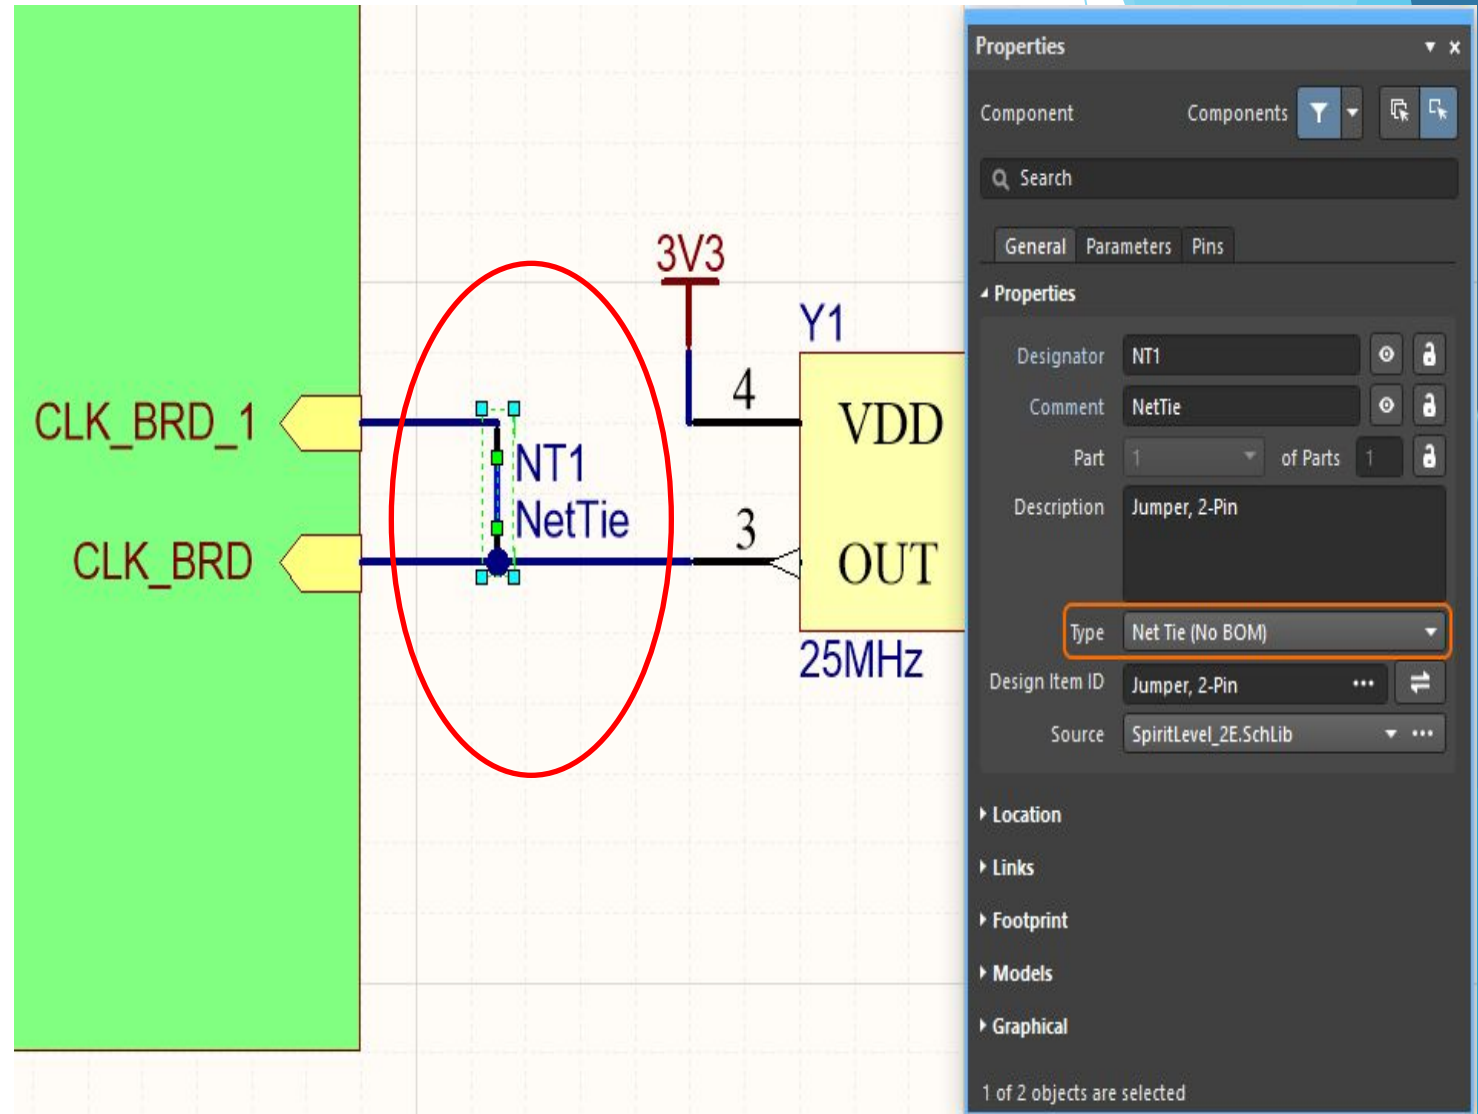 CLK_BRD_1
CLK_BRD
NT1
NetTie
3V3
Y1
4
VDD
3
OUT
25MHz
Properties
Component
Components
Search
General
Parameters
Pins
Properties
Designator NT1
Comment NetTie
Part 1 of Parts 1
Description Jumper, 2-Pin
Type Net Tie (No BOM)
Design Item ID Jumper, 2-Pin
Source SpiritLevel_2E.SchLib
Location
Links
Footprint
Models
Graphical
1 of 2 objects are selected